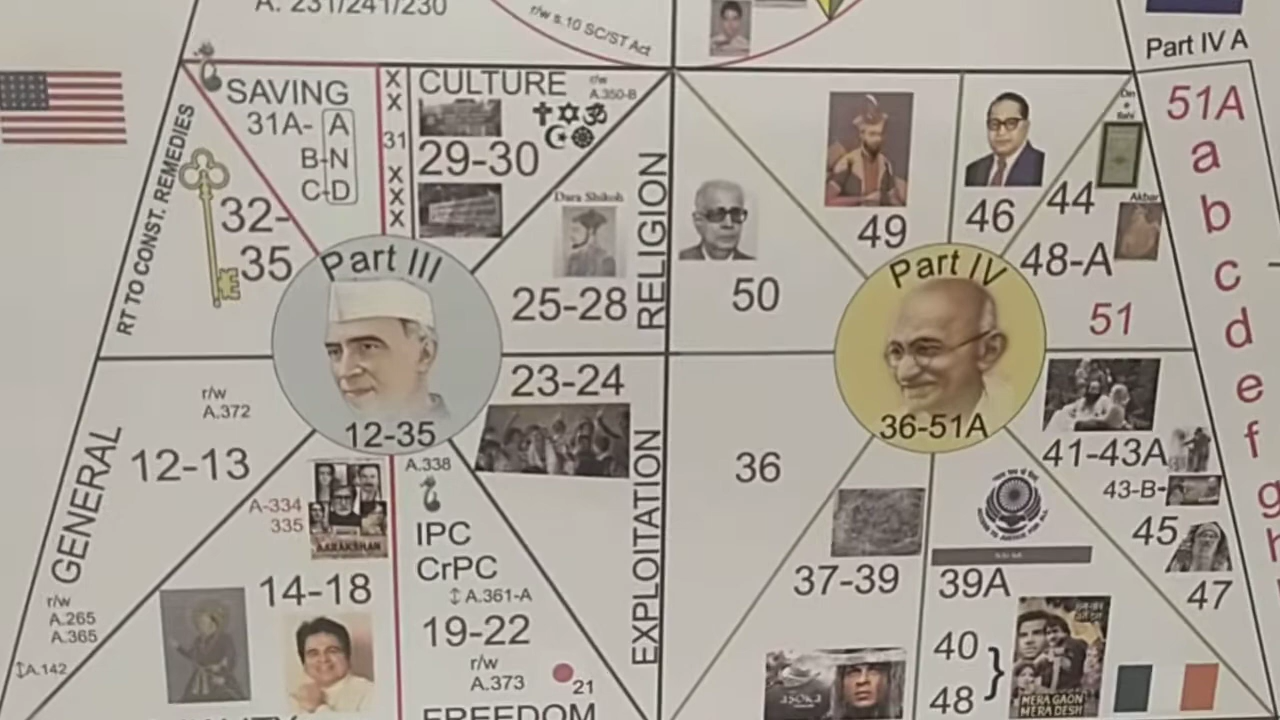 A. 231/241/230
r/w s.10 SC/ST Act
Part IV A
SAVING
31A- A
B-N
C-D
X
X
31
X
X
X
CULTURE
r/w
A.350-B
29-30
RT TO CONST. REMEDIES
32-
35
Part III
12-35
Dara Shikoh
25-28
RELIGION
50
49
46
44
Din
e
Ilahi
Akbar
48-A
51
Part IV
36-51A
51A
a
b
c
d
e
f
g
h
r/w
A.372
12-13
GENERAL
r/w
A.265
A.365
A.142
A-334
335
AARAKSHAN
14-18
A.338
IPC
CrPC
A.361-A
19-22
r/w
A.373
21
FREEDOM
23-24
EXPLOITATION
36
37-39
ASOKA
39A
40
48
MERA GAON
MERA DESH
41-43A
43-B-
45
47